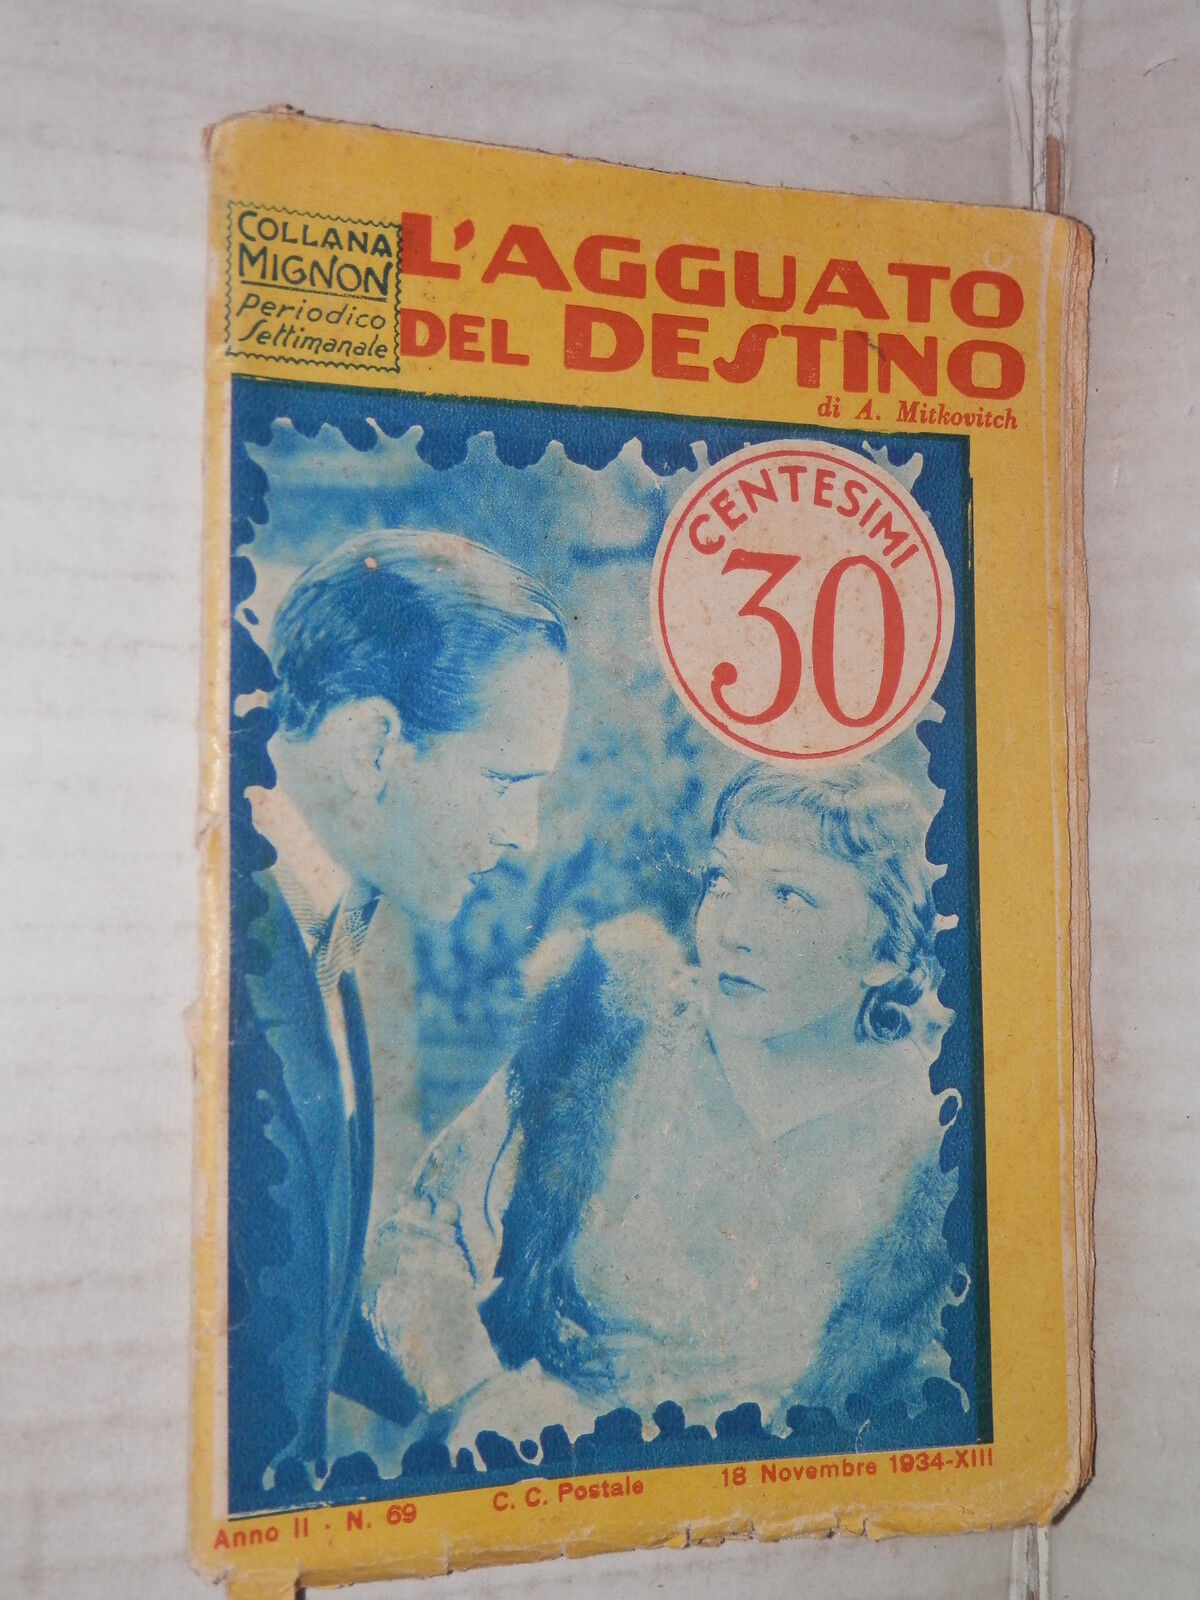 COLLANA
MIGNON
Periodico
Settimanale
L'AGGUATO
DEL DESTINO
di A. Mitkovitch
CENTESIMI
30
Anno II - N. 69
C. C. Postale
18 Novembre 1934-XIII